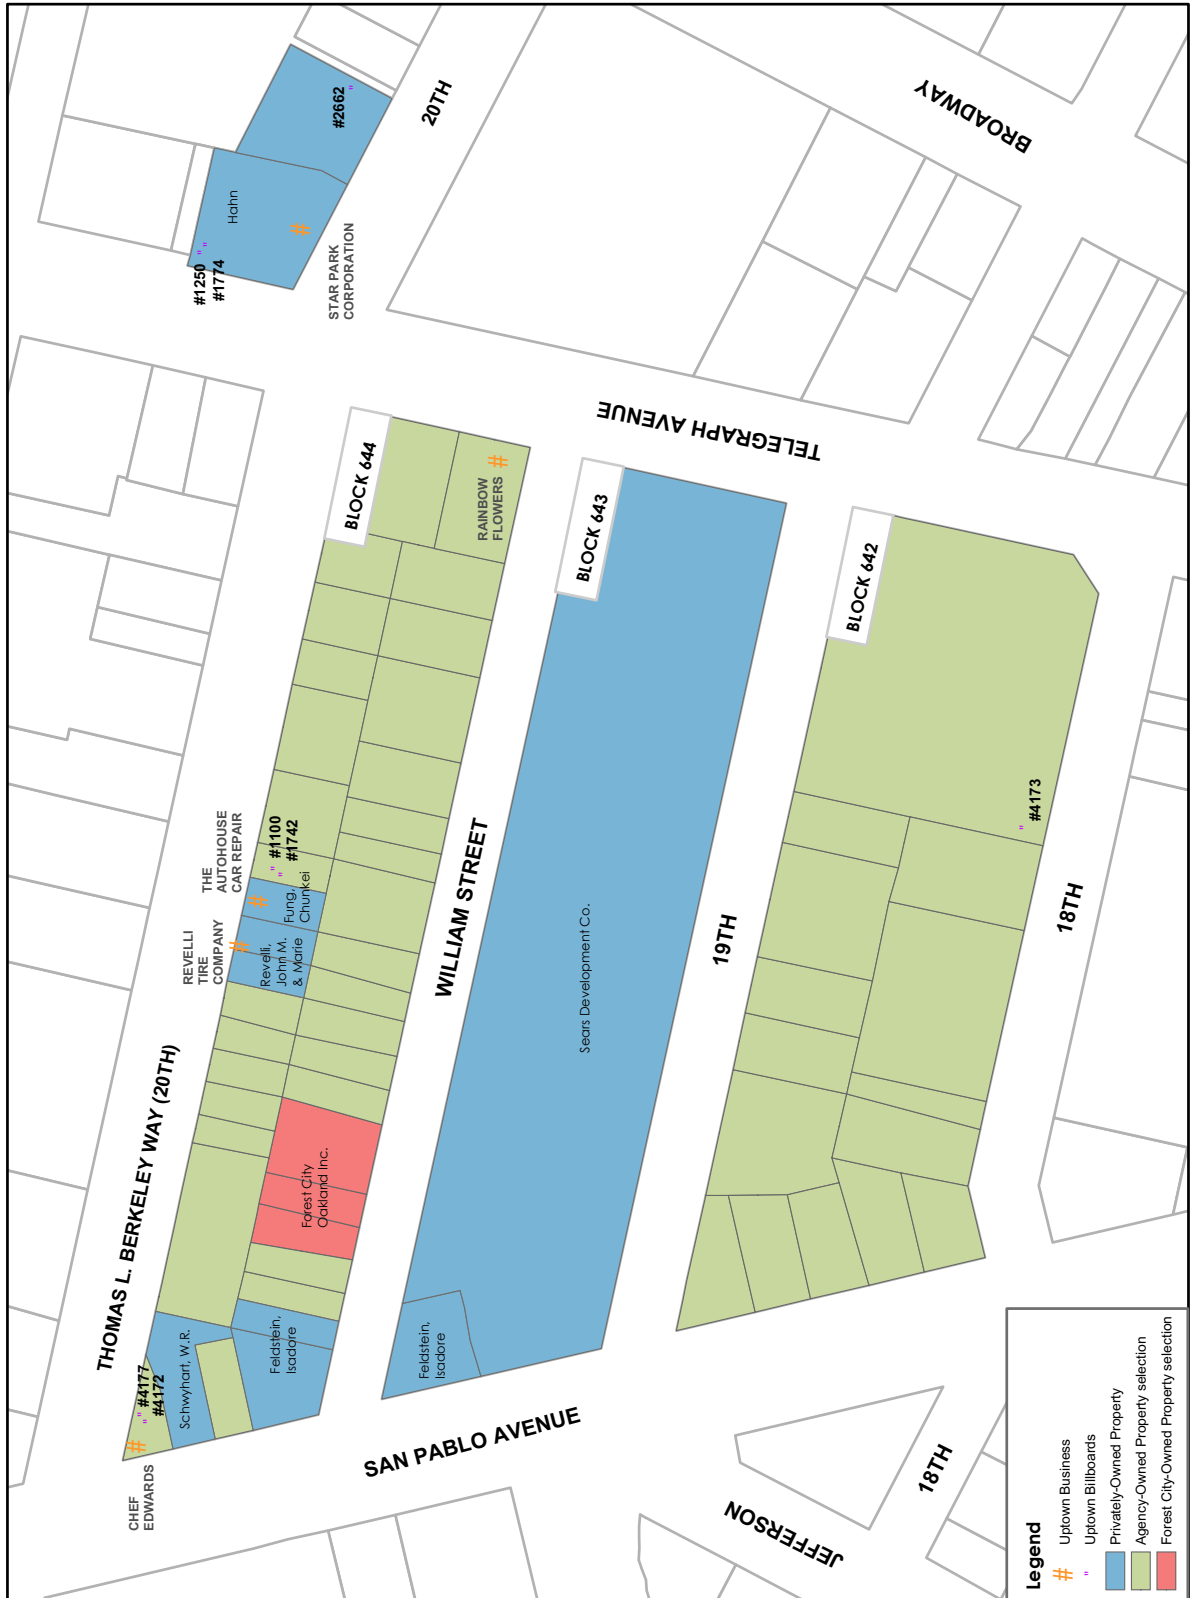 #2662
20TH
BROADWAY
Hahn
#1250
#1774
STAR PARK
CORPORATION
TELEGRAPH AVENUE
BLOCK 644
RAINBOW
FLOWERS
BLOCK 643
BLOCK 642
#4173
THE
AUTOHOUSE
CAR REPAIR
#1100
#1742
Fung,
Chunkei
REVELLI
TIRE
COMPANY
Revelli,
John M.
& Marie
WILLIAM STREET
Sears Development Co.
19TH
18TH
THOMAS L. BERKELEY WAY (20TH)
Forest City
Oakland Inc.
Schwyhart, W.R.
Feldstein,
Isadore
Feldstein,
Isadore
#4177
#4172
CHEF
EDWARDS
SAN PABLO AVENUE
JEFFERSON
18TH
Legend
Uptown Business
Uptown Billboards
Privately-Owned Property
Agency-Owned Property selection
Forest City-Owned Property selection